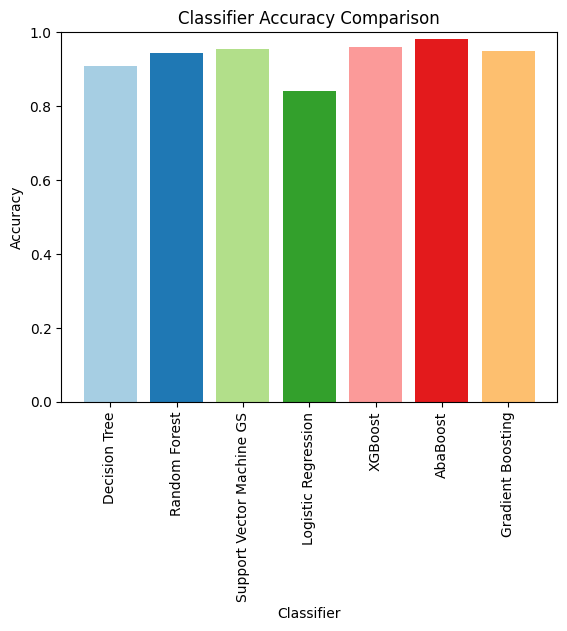 Classifier Accuracy Comparison
Accuracy
1.0
0.8
0.6
0.4
0.2
0.0
Decision Tree
Random Forest
Support Vector Machine GS
Logistic Regression
XGBoost
AbaBoost
Gradient Boosting
Classifier